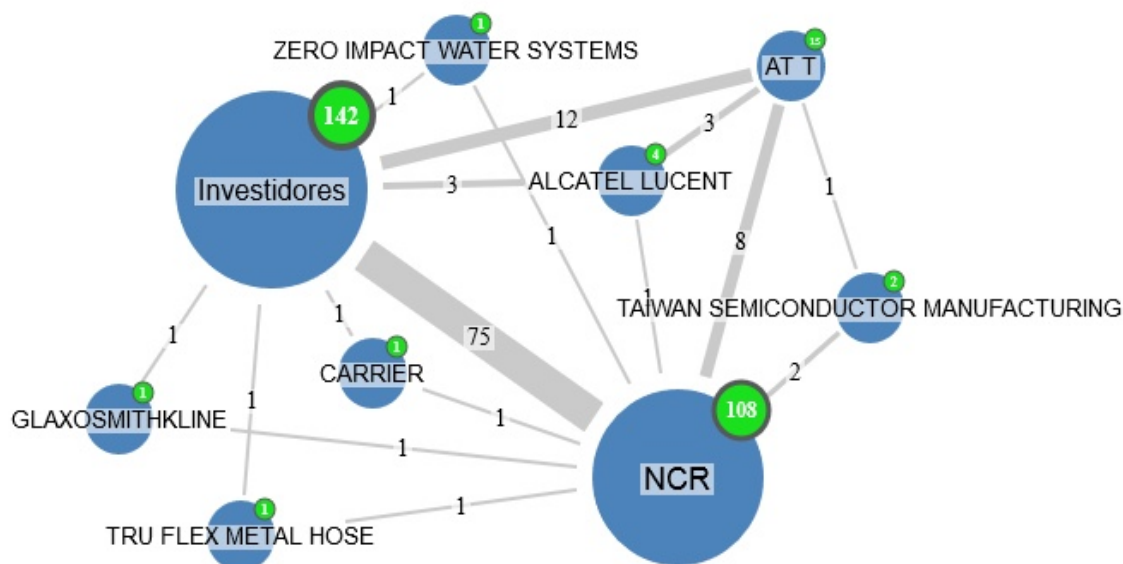 1
ZERO IMPACT WATER SYSTEMS
15
AT T
1
142
12
3
4
Investidores
3
ALCATEL LUCENT
1
1
8
2
TAIWAN SEMICONDUCTOR MANUFACTURING
1
1
1
75
1
2
1
CARRIER
1
1
1
108
GLAXOSMITHKLINE
1
NCR
1
1
TRU FLEX METAL HOSE